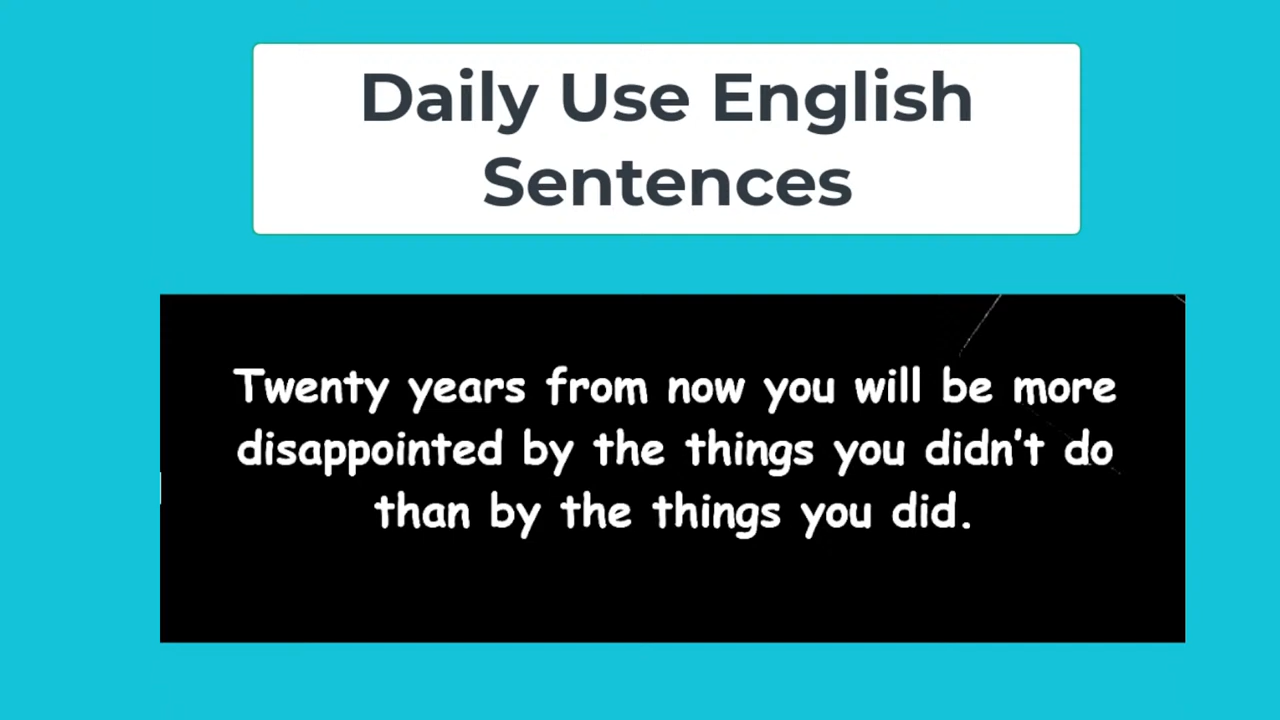 Daily Use English
Sentences
Twenty years from now you will be more
disappointed by the things you didn't do
than by the things you did.